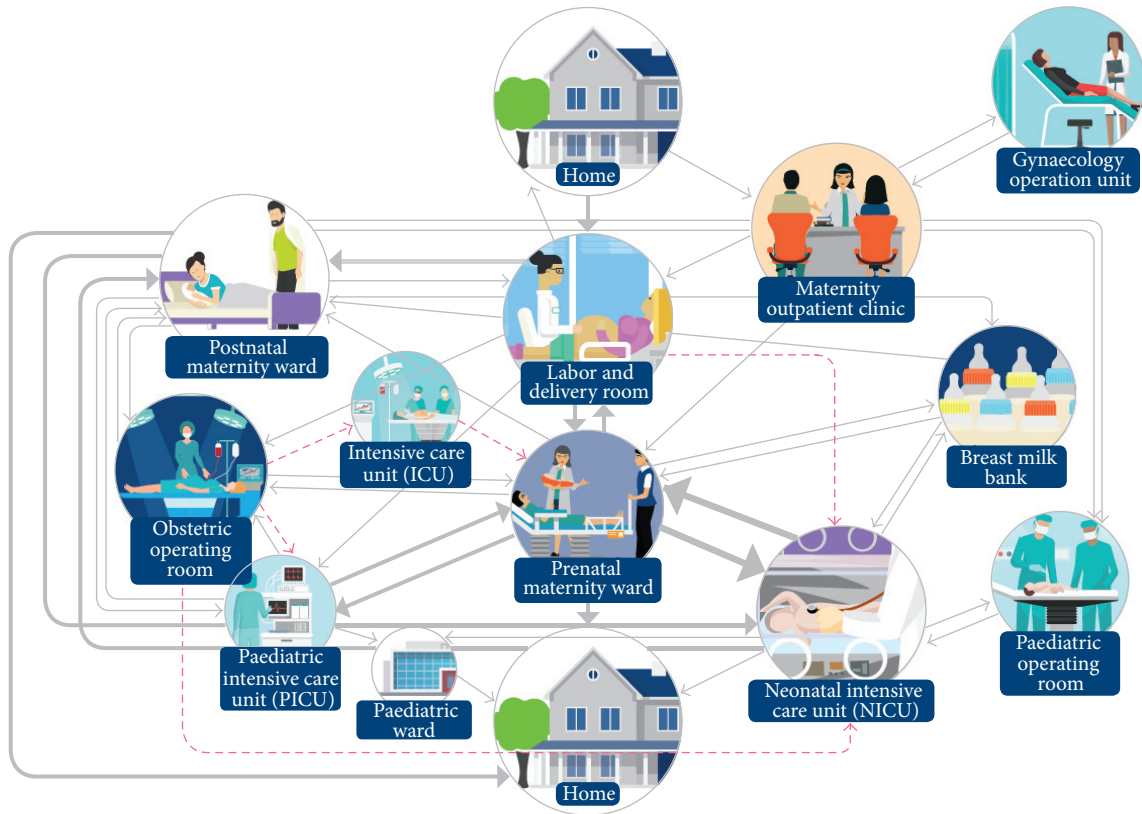 Home
Gynaecology
operation unit
Maternity
outpatient clinic
Postnatal
maternity ward
Labor and
delivery room
Intensive care
unit (ICU)
Breast milk
bank
Obstetric
operating
room
Prenatal
maternity ward
Paediatric
intensive care
unit (PICU)
Paediatric
ward
Neonatal intensive
care unit (NICU)
Paediatric
operating
room
Home